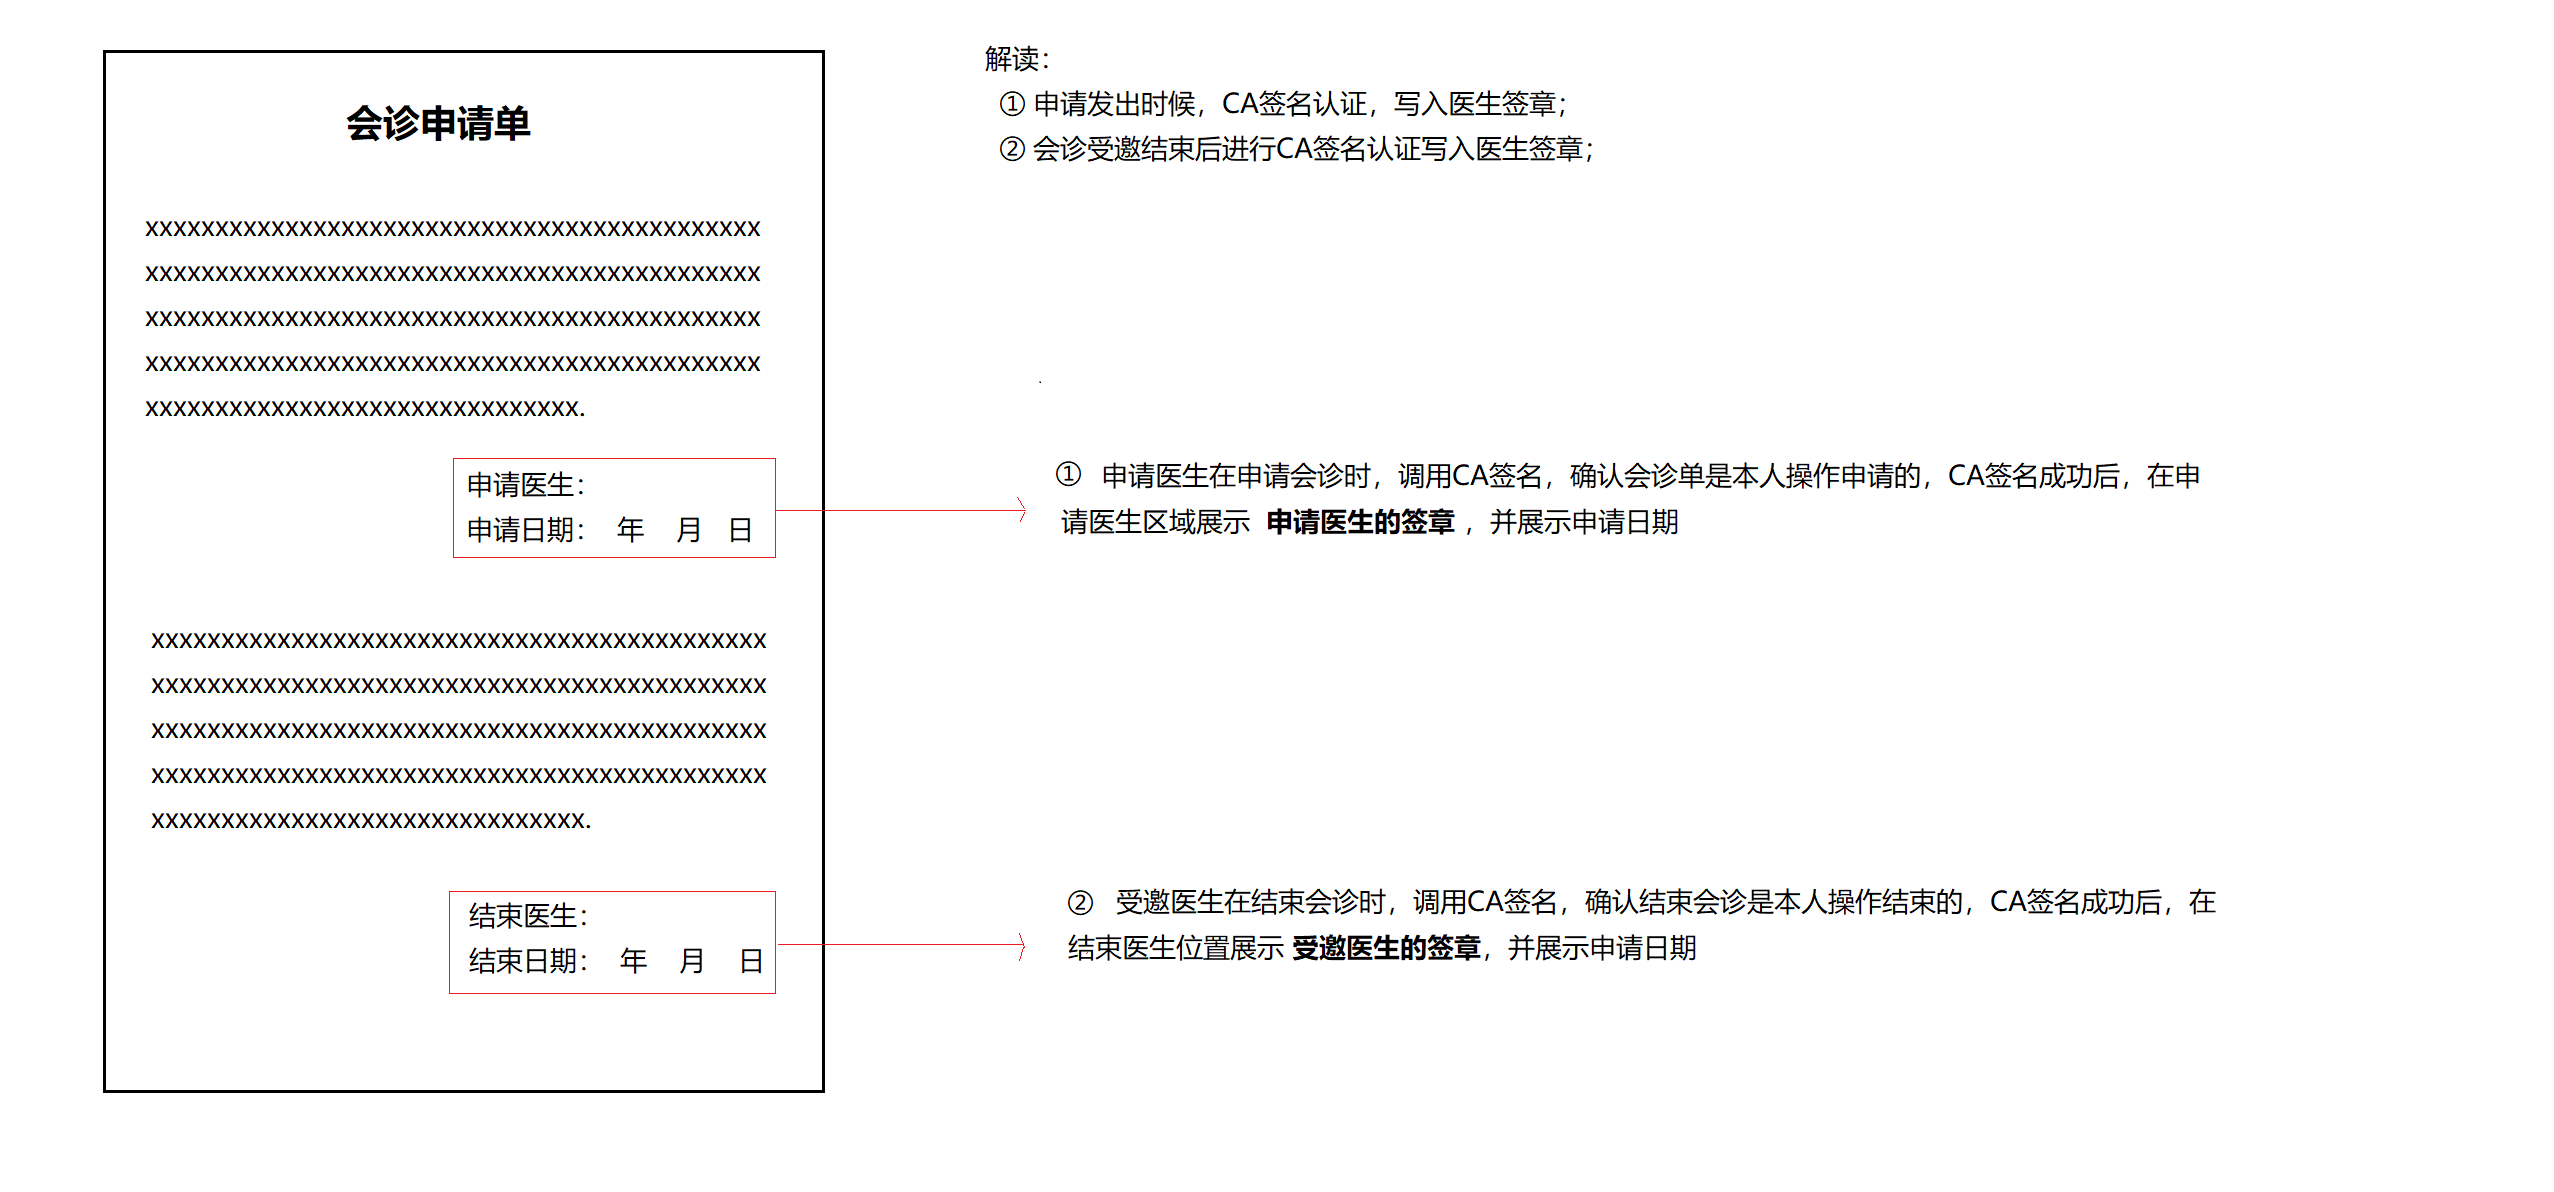 会诊申请单
xxxxxxxxxxxxxxxxxxxxxxxxxxxxxxxxxxxxxxxxxxxx
xxxxxxxxxxxxxxxxxxxxxxxxxxxxxxxxxxxxxxxxxxxx
xxxxxxxxxxxxxxxxxxxxxxxxxxxxxxxxxxxxxxxxxxxx
xxxxxxxxxxxxxxxxxxxxxxxxxxxxxxxxxxxxxxxxxxxx
xxxxxxxxxxxxxxxxxxxxxxxxxxxxxxx.
申请医生：
申请日期： 年 月 日
xxxxxxxxxxxxxxxxxxxxxxxxxxxxxxxxxxxxxxxxxxxx
xxxxxxxxxxxxxxxxxxxxxxxxxxxxxxxxxxxxxxxxxxxx
xxxxxxxxxxxxxxxxxxxxxxxxxxxxxxxxxxxxxxxxxxxx
xxxxxxxxxxxxxxxxxxxxxxxxxxxxxxxxxxxxxxxxxxxx
xxxxxxxxxxxxxxxxxxxxxxxxxxxxxxx.
结束医生：
结束日期： 年 月 日
解读：
① 申请发出时候，CA签名认证，写入医生签章；
② 会诊受邀结束后进行CA签名认证写入医生签章；
① 申请医生在申请会诊时，调用CA签名，确认会诊单是本人操作申请的，CA签名成功后，在申
请医生区域展示 申请医生的签章 ，并展示申请日期
② 受邀医生在结束会诊时，调用CA签名，确认结束会诊是本人操作结束的，CA签名成功后，在
结束医生位置展示 受邀医生的签章，并展示申请日期